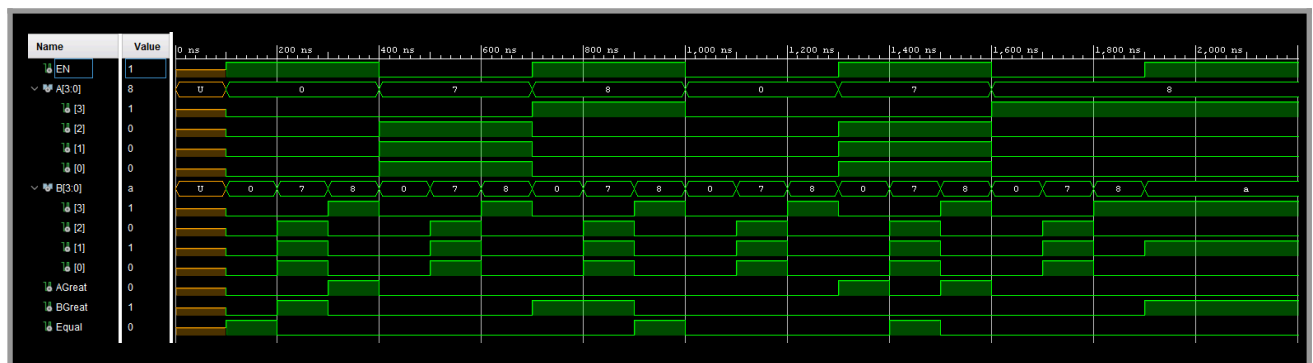 Name Value 0 ns 200 ns 400 ns 600 ns 800 ns 1,000 ns 1,200 ns 1,400 ns 1,600 ns 1,800 ns 2,000 ns
EN 1
A[3:0] 8 U 0 7 8 0 7 8
[3] 1
[2] 0
[1] 0
[0] 0
B[3:0] a U 0 7 8 0 7 8 0 7 8 0 7 8 0 7 8 0 7 8 a
[3] 1
[2] 0
[1] 1
[0] 0
AGreat 0
BGreat 1
Equal 0